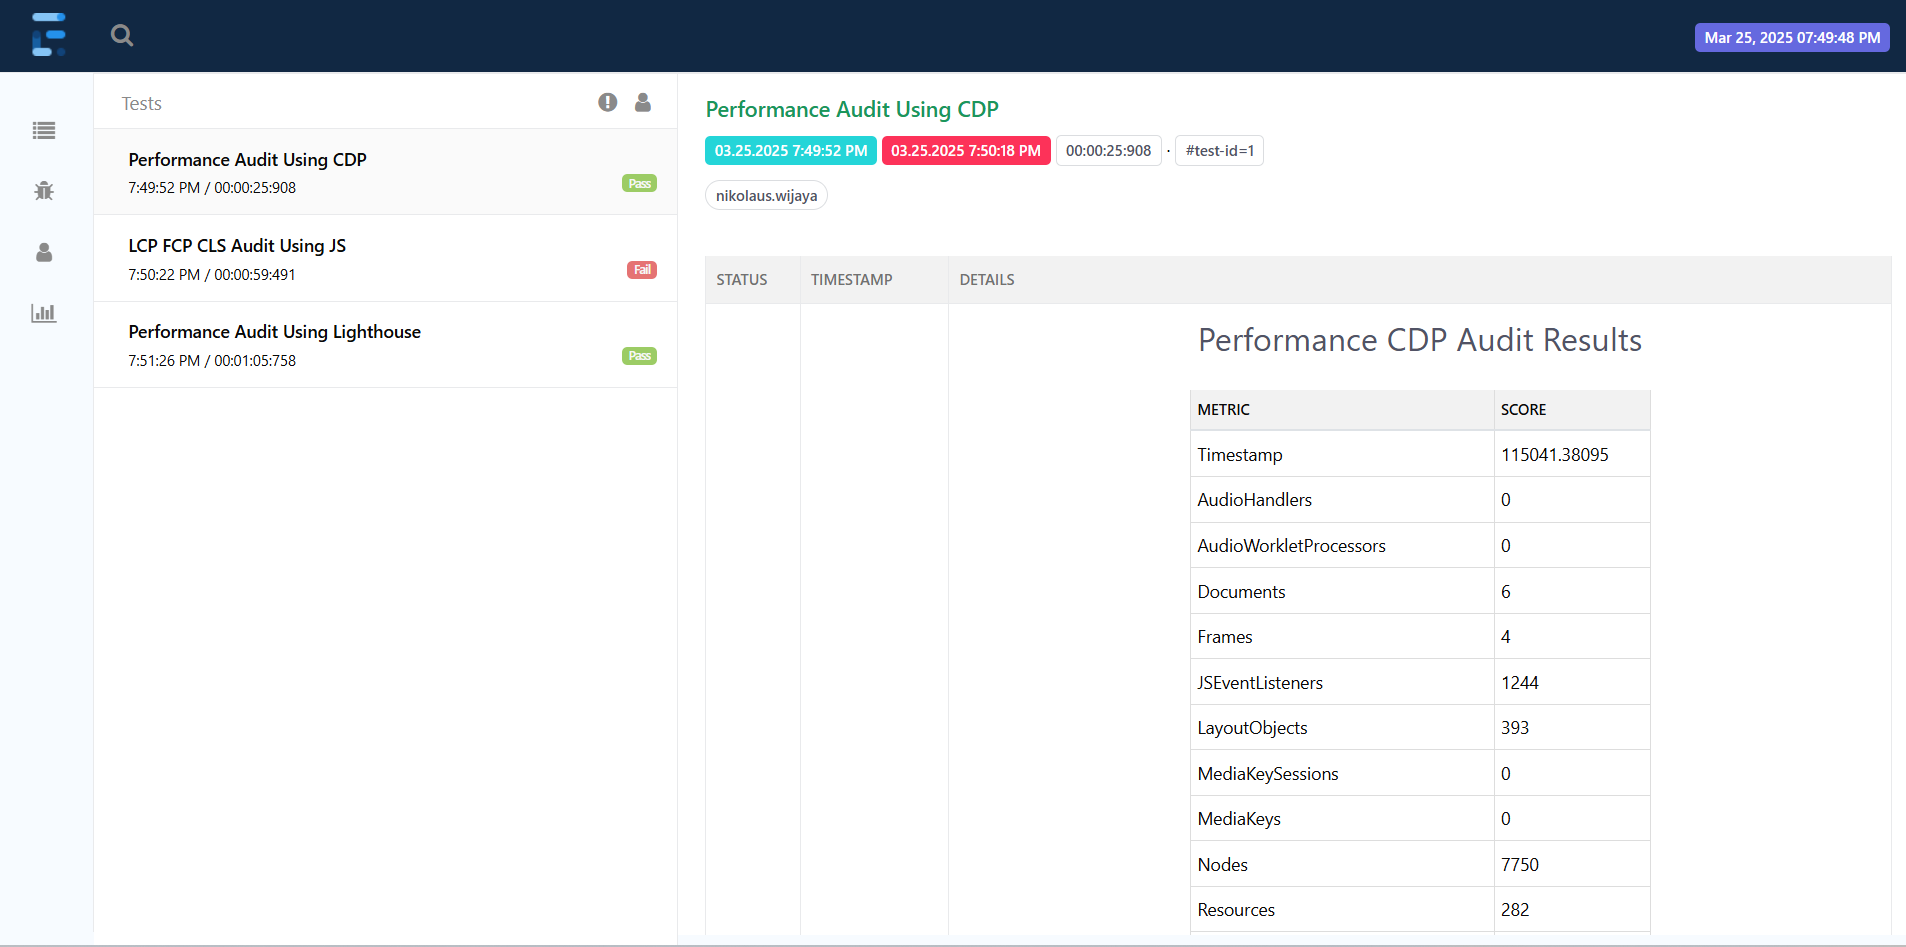 Mar 25, 2025 07:49:48 PM
Tests
Performance Audit Using CDP
7:49:52 PM / 00:00:25:908
Pass
LCP FCP CLS Audit Using JS
7:50:22 PM / 00:00:59:491
Fail
Performance Audit Using Lighthouse
7:51:26 PM / 00:01:05:758
Pass
Performance Audit Using CDP
03.25.2025 7:49:52 PM 03.25.2025 7:50:18 PM 00:00:25:908 · #test-id=1
nikolaus.wijaya
STATUS TIMESTAMP DETAILS
Performance CDP Audit Results
METRIC SCORE
Timestamp 115041.38095
AudioHandlers 0
AudioWorkletProcessors 0
Documents 6
Frames 4
JSEventListeners 1244
LayoutObjects 393
MediaKeySessions 0
MediaKeys 0
Nodes 7750
Resources 282